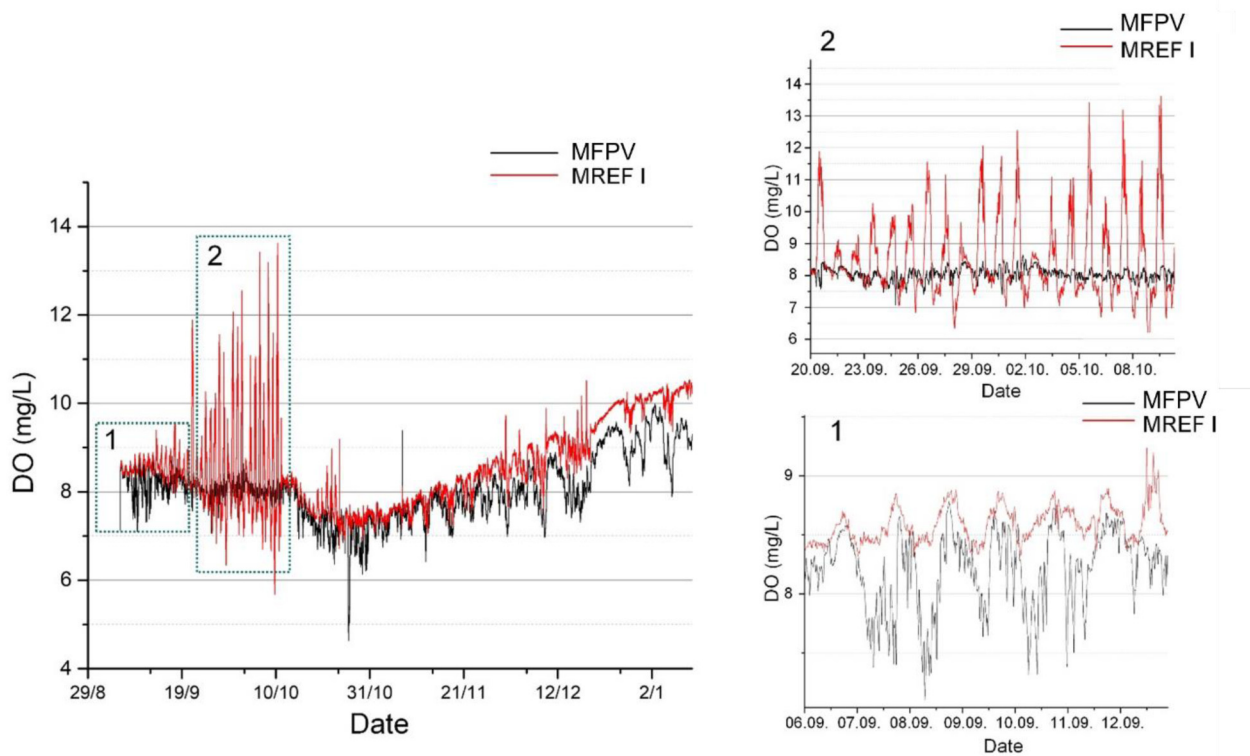 MFPV
MREF I
DO (mg/L)
14
12
10
8
6
4
1
2
29/8 19/9 10/10 31/10 21/11 12/12 2/1
Date
2
MFPV
MREF I
DO (mg/L)
14
13
12
11
10
9
8
7
6
20.09. 23.09. 26.09. 29.09. 02.10. 05.10. 08.10.
Date
1
MFPV
MREF I
DO (mg/L)
9
8
06.09. 07.09. 08.09. 09.09. 10.09. 11.09. 12.09.
Date